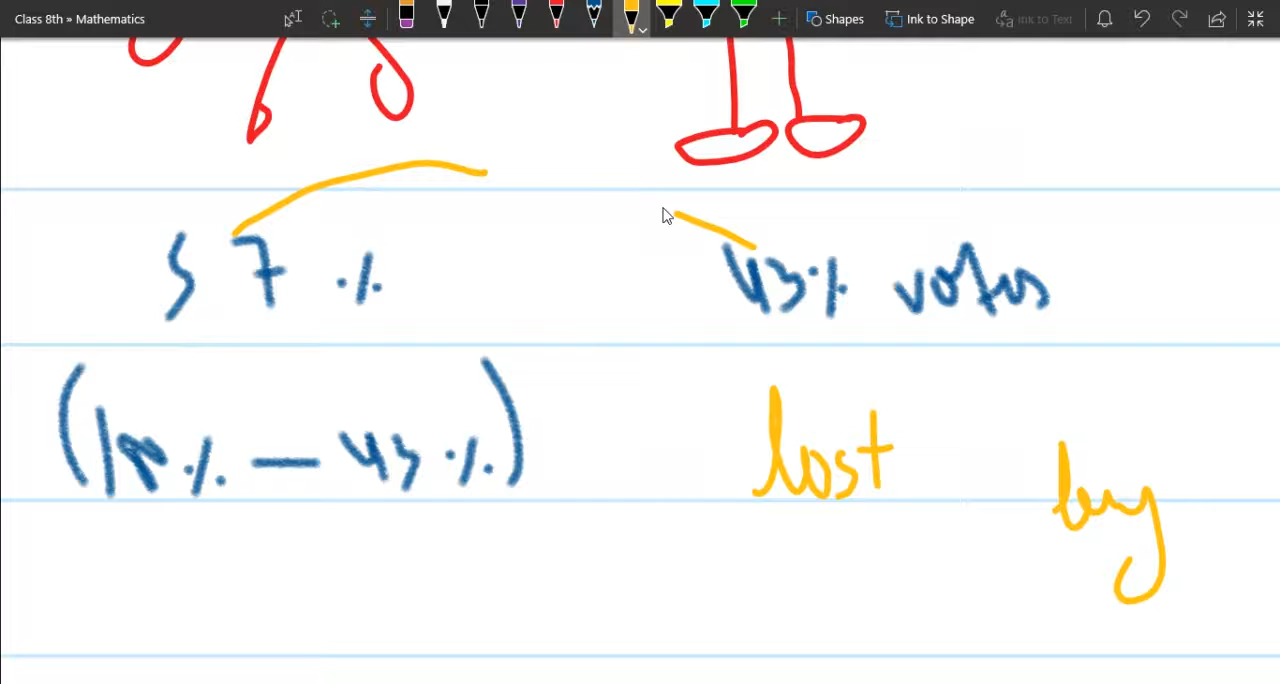 Class 8th » Mathematics
Shapes Ink to Shape Ink to Text
57 % 43% votes
(100% - 43%) lost
by